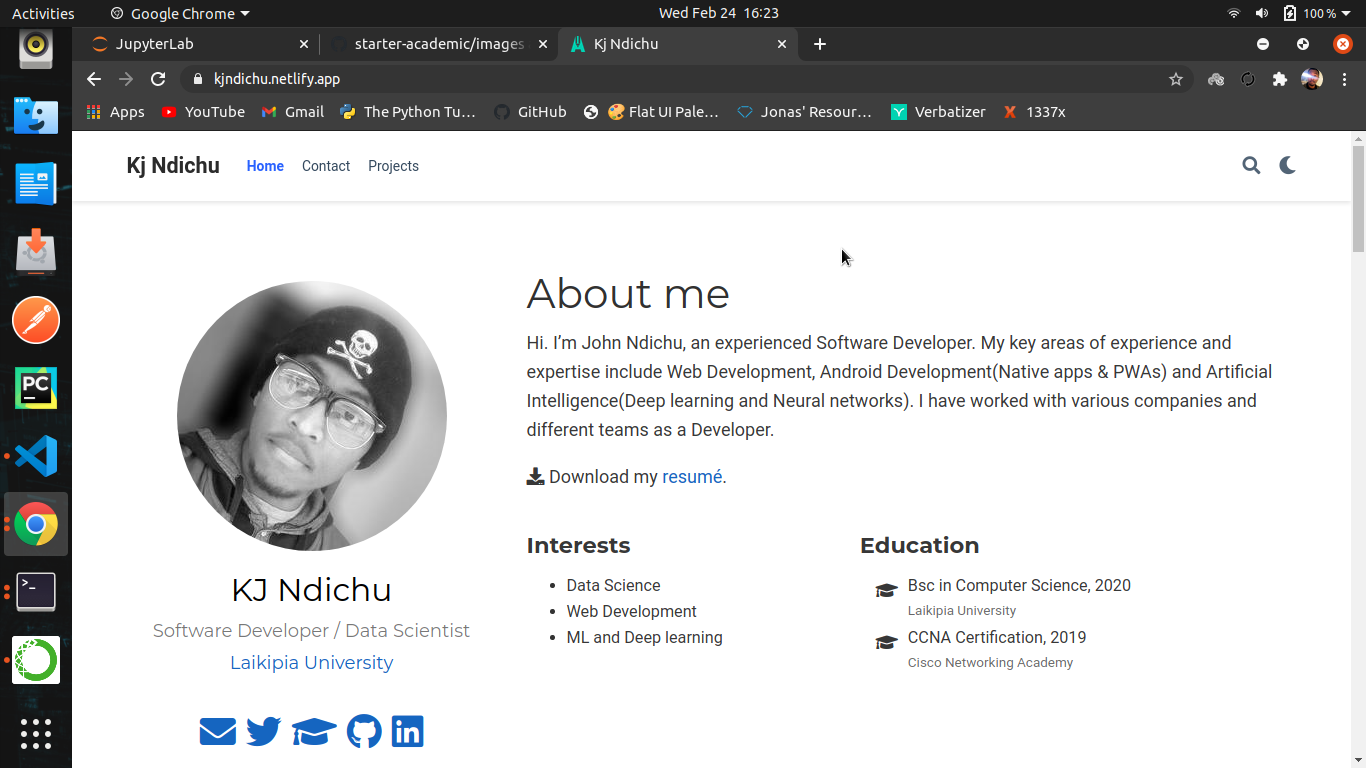 Activities Google Chrome Wed Feb 24 16:23 100 %
JupyterLab starter-academic/images Kj Ndichu
kjndichu.netlify.app
Apps YouTube Gmail The Python Tu… GitHub Flat UI Pale… Jonas' Resour… Verbatizer 1337x
Kj Ndichu Home Contact Projects
About me
Hi. I’m John Ndichu, an experienced Software Developer. My key areas of experience and
expertise include Web Development, Android Development(Native apps & PWAs) and Artificial
Intelligence(Deep learning and Neural networks). I have worked with various companies and
different teams as a Developer.
Download my resumé.
KJ Ndichu
Software Developer / Data Scientist
Laikipia University
Interests
Data Science
Web Development
ML and Deep learning
Education
Bsc in Computer Science, 2020
Laikipia University
CCNA Certification, 2019
Cisco Networking Academy
PC
>_
in